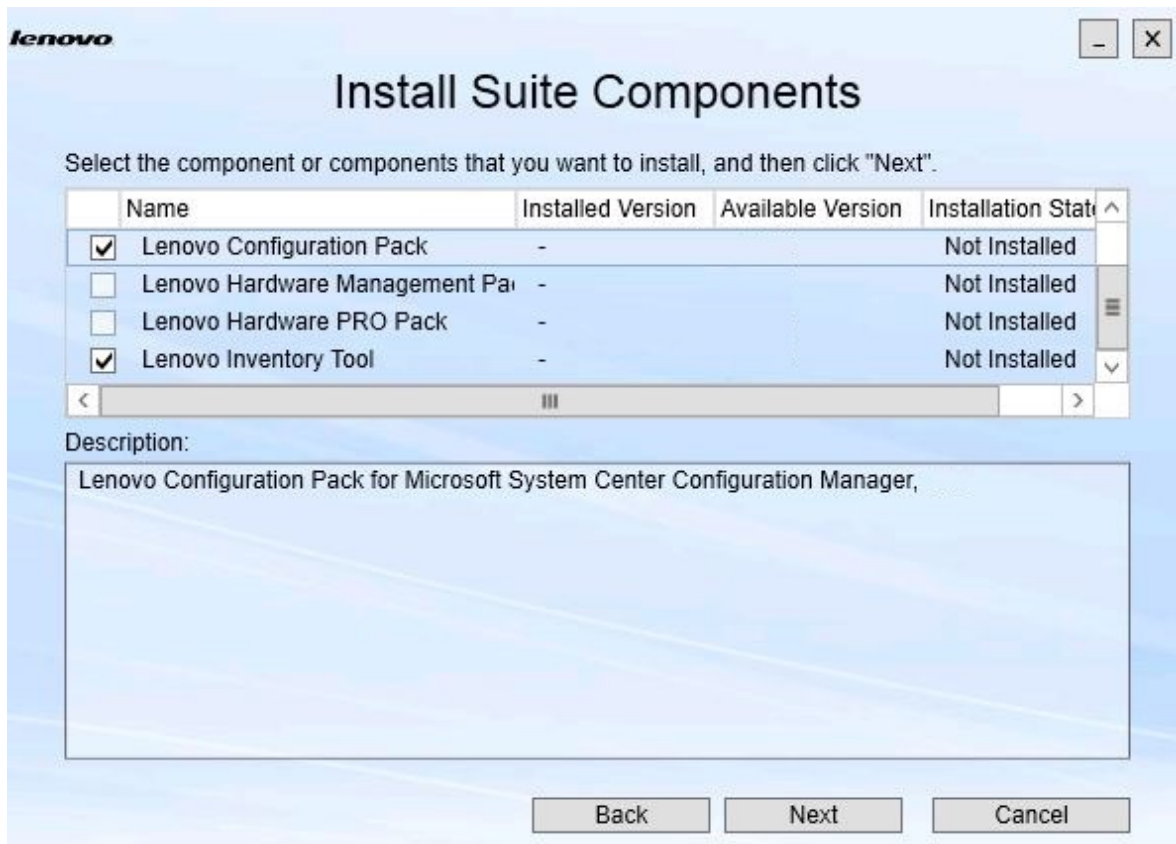 lenovo
Install Suite Components
Select the component or components that you want to install, and then click "Next".
Name Installed Version Available Version Installation State
Lenovo Configuration Pack - Not Installed
Lenovo Hardware Management Pac - Not Installed
Lenovo Hardware PRO Pack - Not Installed
Lenovo Inventory Tool - Not Installed
Description:
Lenovo Configuration Pack for Microsoft System Center Configuration Manager,
Back Next Cancel